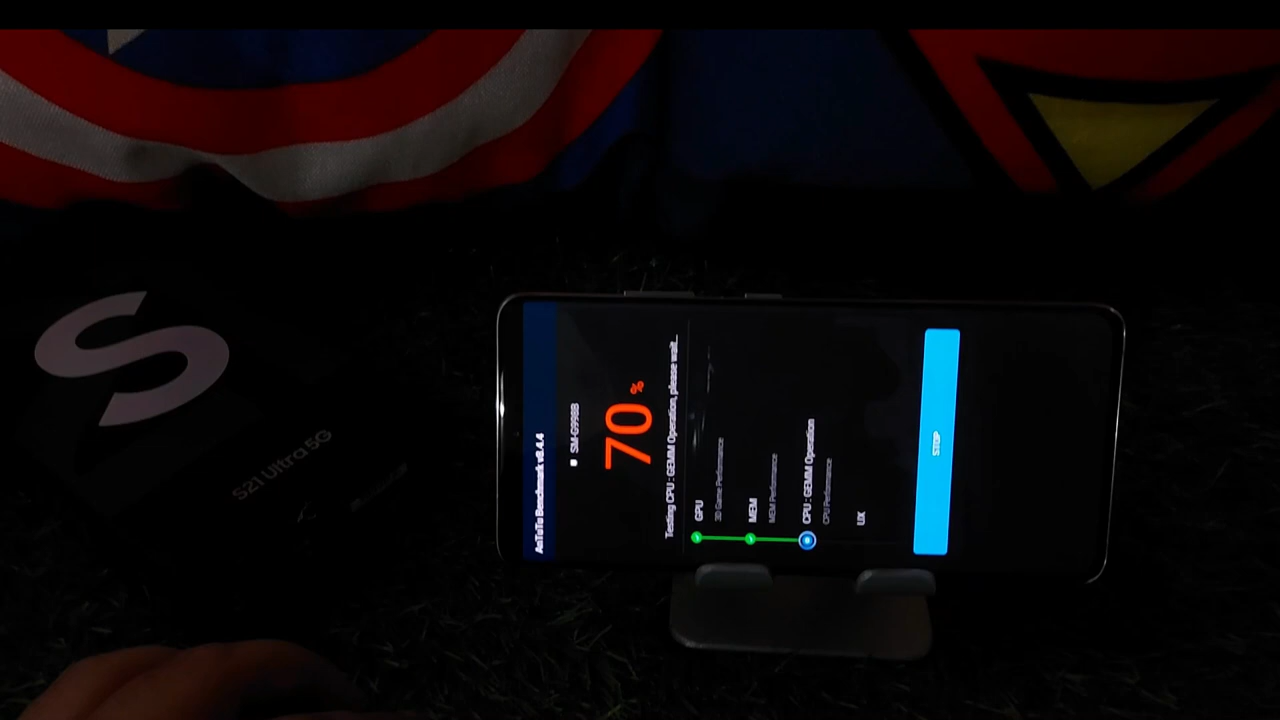 S
S21 Ultra 5G
AnTuTu Benchmark v8.4.4
SM-G998B
70%
Testing CPU : GEMM Operation, please wait..
GPU
3D Game Performance
MEM
MEM Performance
CPU : GEMM Operation
CPU Performance
UX
STOP